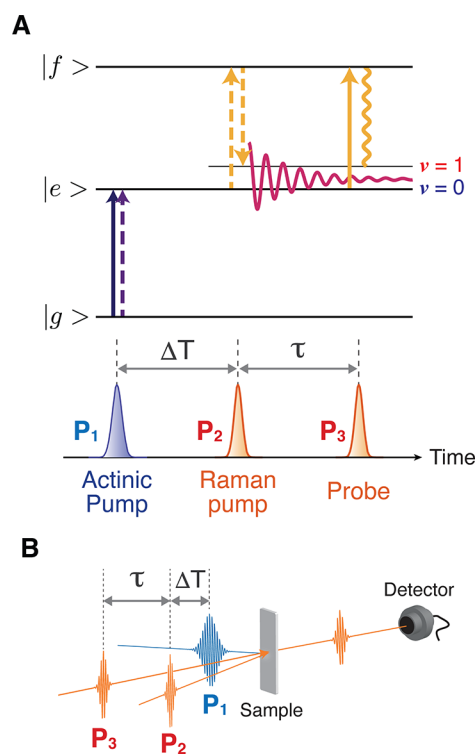 A
|f >
ν = 1
|e >
ν = 0
|g >
ΔT
τ
P1
P2
P3
Time
Actinic
Pump
Raman
pump
Probe
B
τ
ΔT
Detector
P1
Sample
P3
P2